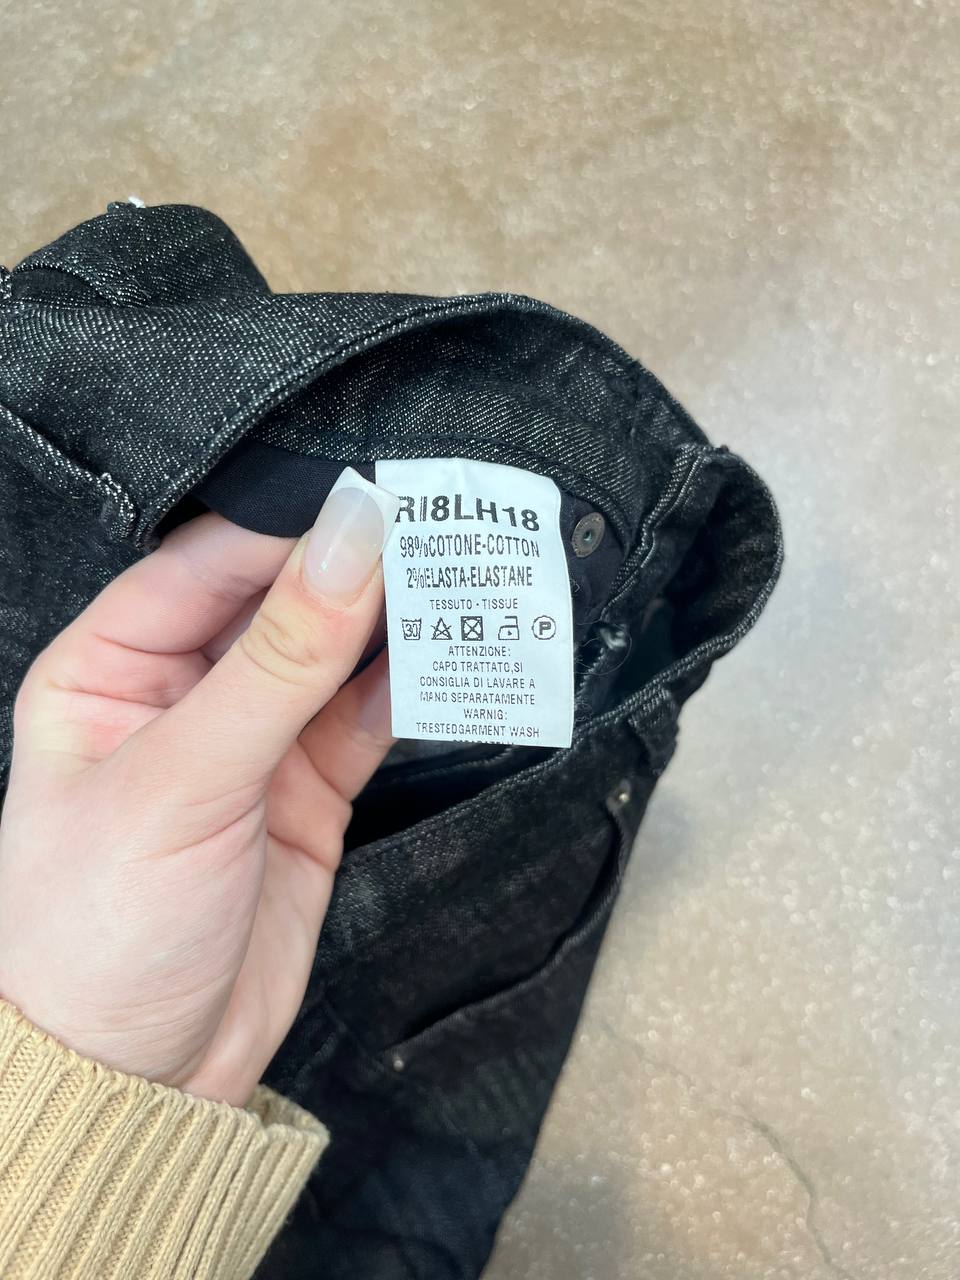 RI8LH18
98%COTONE-COTTON
2%ELASTA-ELASTANE
TESSUTO - TISSUE
30 P
ATTENZIONE:
CAPO TRATTATO,SI
CONSIGLIA DI LAVARE A
MANO SEPARATAMENTE
WARNIG:
TRESTEDGARMENT WASH